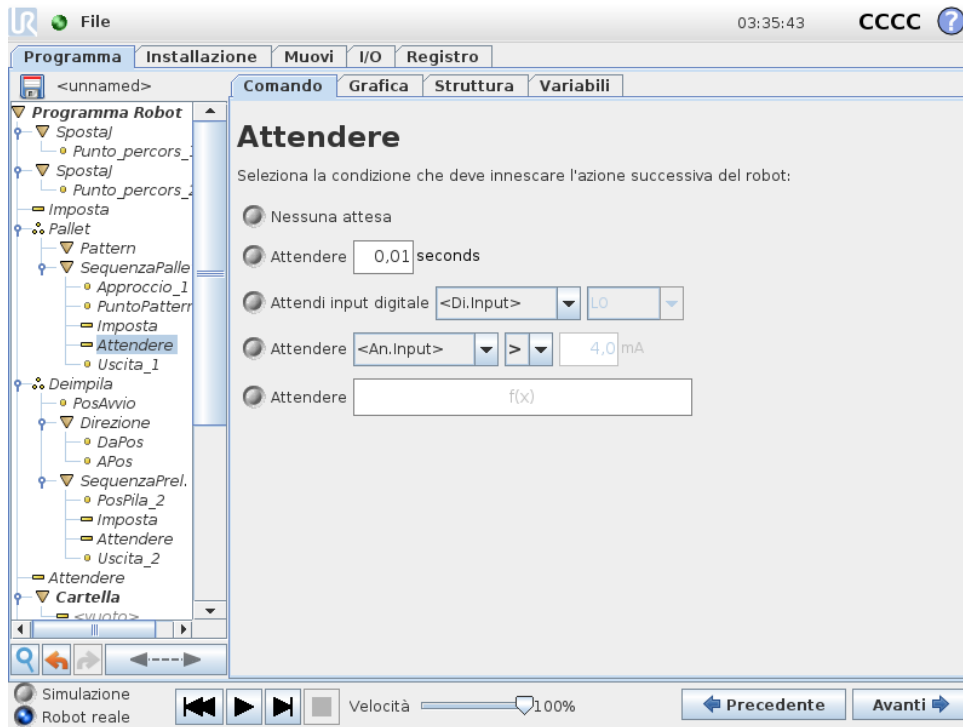 UR File 03:35:43 CCCC ?
Programma Installazione Muovi I/O Registro
<unnamed>
Comando Grafica Struttura Variabili
Programma Robot
SpostaJ
Punto_percors_1
SpostaJ
Punto_percors_2
Imposta
Pallet
Pattern
SequenzaPalle
Approccio_1
PuntoPattern
Imposta
Attendere
Uscita_1
Deimpila
PosAvvio
Direzione
DaPos
APos
SequenzaPrel.
PosPila_2
Imposta
Attendere
Uscita_2
Attendere
Cartella
<vuoto>
Attendere
Seleziona la condizione che deve innescare l'azione successiva del robot:
Nessuna attesa
Attendere 0,01 seconds
Attendi input digitale <Di.Input> LO
Attendere <An.Input> > 4,0 mA
Attendere f(x)
Simulazione
Robot reale
Velocità 100%
Precedente Avanti